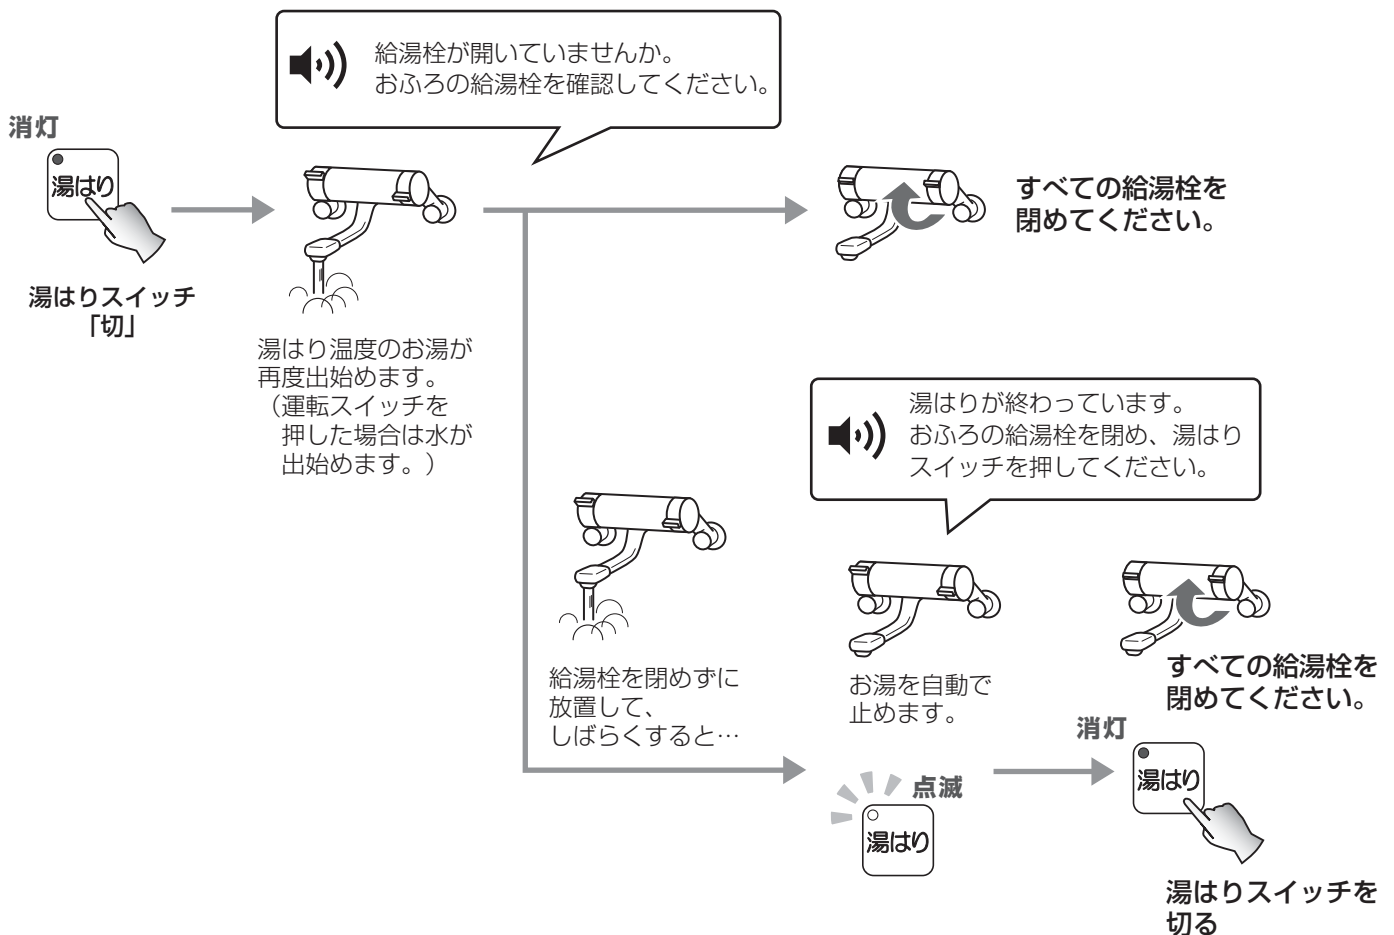 給湯栓が開いていませんか。
おふろの給湯栓を確認してください。
消灯
湯はり
湯はりスイッチ
「切」
湯はり温度のお湯が
再度出始めます。
（運転スイッチを
押した場合は水が
出始めます。）
すべての給湯栓を
閉めてください。
湯はりが終わっています。
おふろの給湯栓を閉め、湯はり
スイッチを押してください。
給湯栓を閉めずに
放置して、
しばらくすると…
お湯を自動で
止めます。
すべての給湯栓を
閉めてください。
点滅
湯はり
消灯
湯はり
湯はりスイッチを
切る